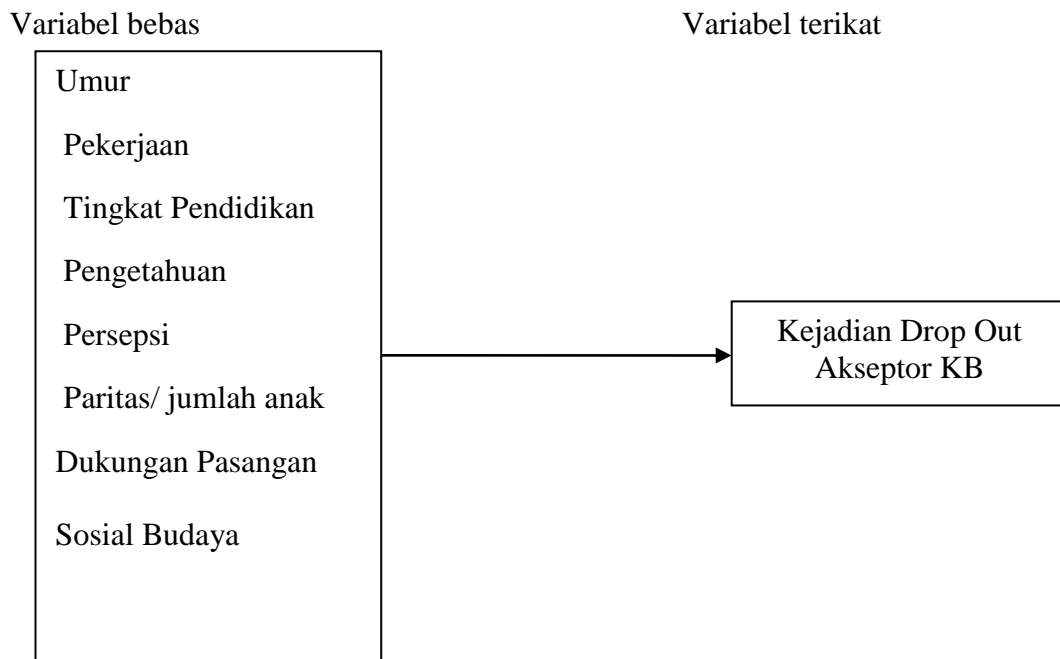 Variabel bebas
Variabel terikat
Umur
Pekerjaan
Tingkat Pendidikan
Pengetahuan
Persepsi
Paritas/ jumlah anak
Dukungan Pasangan
Sosial Budaya
Kejadian Drop Out
Akseptor KB